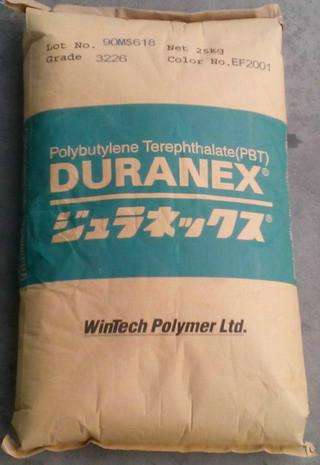 Lot No. 90MS618 Net 25kg
Grade 3226 Color No.EF2001
Polybutylene Terephthalate(PBT)
DURANEX®
ジュラネックス®
WinTech Polymer Ltd.